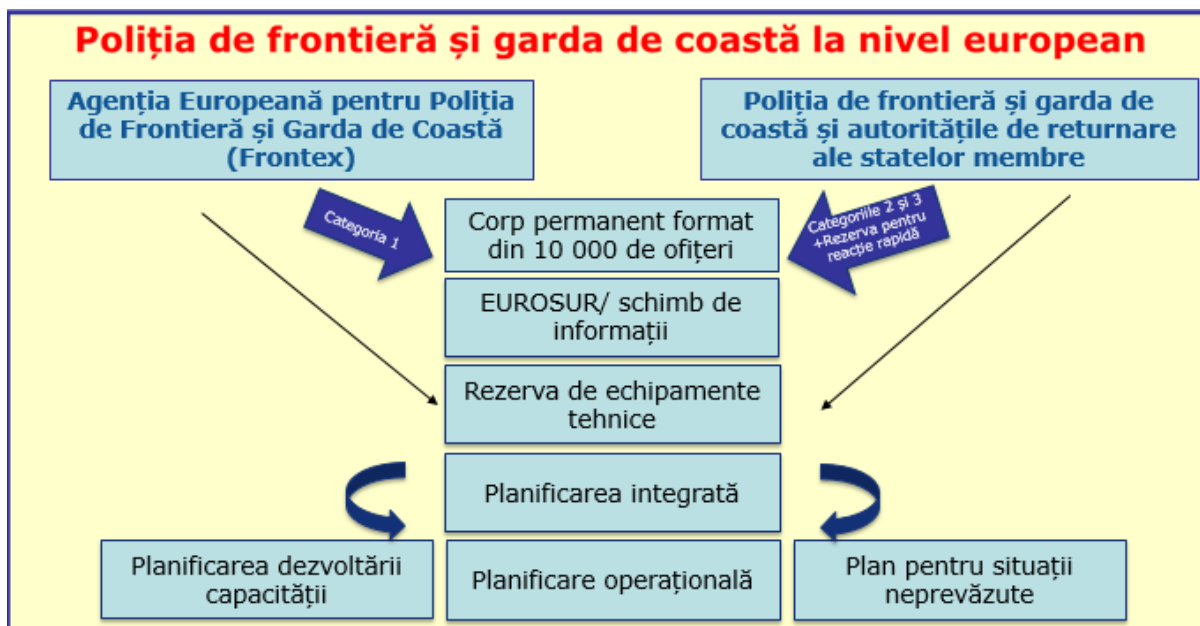 Poliția de frontieră și garda de coastă la nivel european
Agenția Europeană pentru Poliția
de Frontieră și Garda de Coastă
(Frontex)
Poliția de frontieră și garda de
coastă și autoritățile de returnare
ale statelor membre
Categoria 1
Corp permanent format
din 10 000 de ofițeri
Categoriile 2 și 3
+Rezerva pentru
reacție rapidă
EUROSUR/ schimb de
informații
Rezerva de echipamente
tehnice
Planificarea integrată
Planificarea dezvoltării
capacității
Planificare operațională
Plan pentru situații
neprevăzute